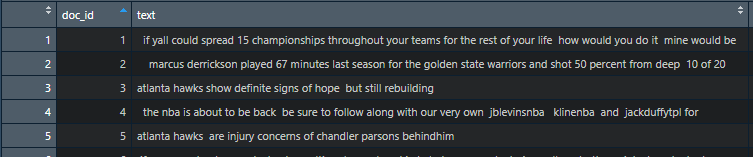 doc_id text
1 1 if yall could spread 15 championships throughout your teams for the rest of your life how would you do it mine would be
2 2 marcus derrickson played 67 minutes last season for the golden state warriors and shot 50 percent from deep 10 of 20
3 3 atlanta hawks show definite signs of hope but still rebuilding
4 4 the nba is about to be back be sure to follow along with our very own jblevinsnba klinenba and jackduffytpl for
5 5 atlanta hawks are injury concerns of chandler parsons behindhim